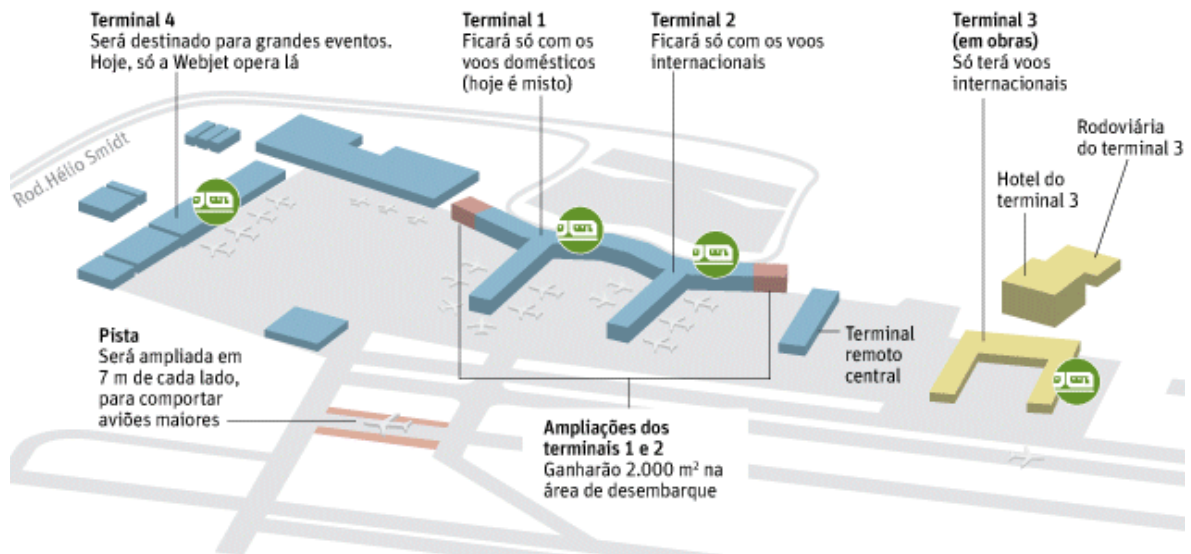 Terminal 4
Será destinado para grandes eventos.
Hoje, só a Webjet opera lá
Terminal 1
Ficará só com os
voos domésticos
(hoje é misto)
Terminal 2
Ficará só com os voos
internacionais
Terminal 3
(em obras)
Só terá voos
internacionais
Rodoviária
do terminal 3
Hotel do
terminal 3
Rod.Hélio Smidt
Pista
Será ampliada em
7 m de cada lado,
para comportar
aviões maiores
Terminal
remoto
central
Ampliações dos
terminais 1 e 2
Ganharão 2.000 m² na
área de desembarque